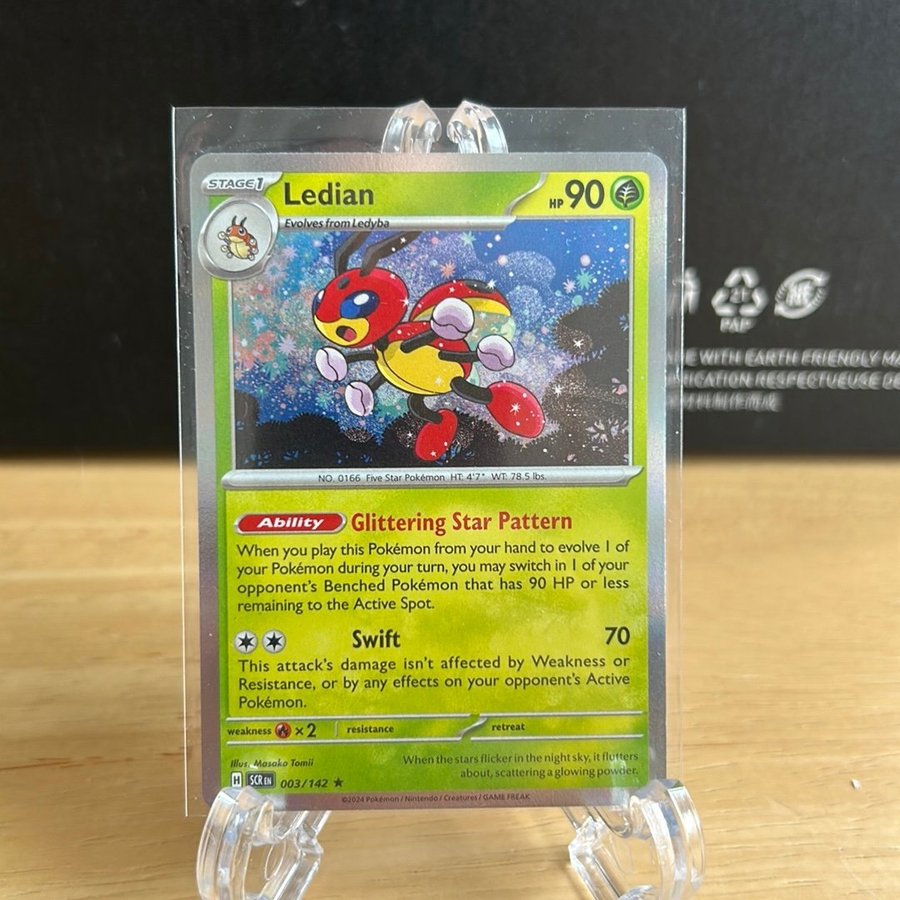 STAGE1
Ledian
HP 90
Evolves from Ledyba
NO. 0166 Five Star Pokémon HT: 4'7" WT: 78.5 lbs.
Ability Glittering Star Pattern
When you play this Pokémon from your hand to evolve 1 of
your Pokémon during your turn, you may switch in 1 of your
opponent's Benched Pokémon that has 90 HP or less
remaining to the Active Spot.
Swift 70
This attack's damage isn't affected by Weakness or
Resistance, or by any effects on your opponent's Active
Pokémon.
weakness ×2 resistance retreat
Illus. Masako Tomii
When the stars flicker in the night sky, it flutters
about, scattering a glowing powder.
H SCR EN 003/142 ★
©2024 Pokémon / Nintendo / Creatures / GAME FREAK
PAP
WITH EARTH FRIENDLY MA
ICATION RESPECTUEUSE DE